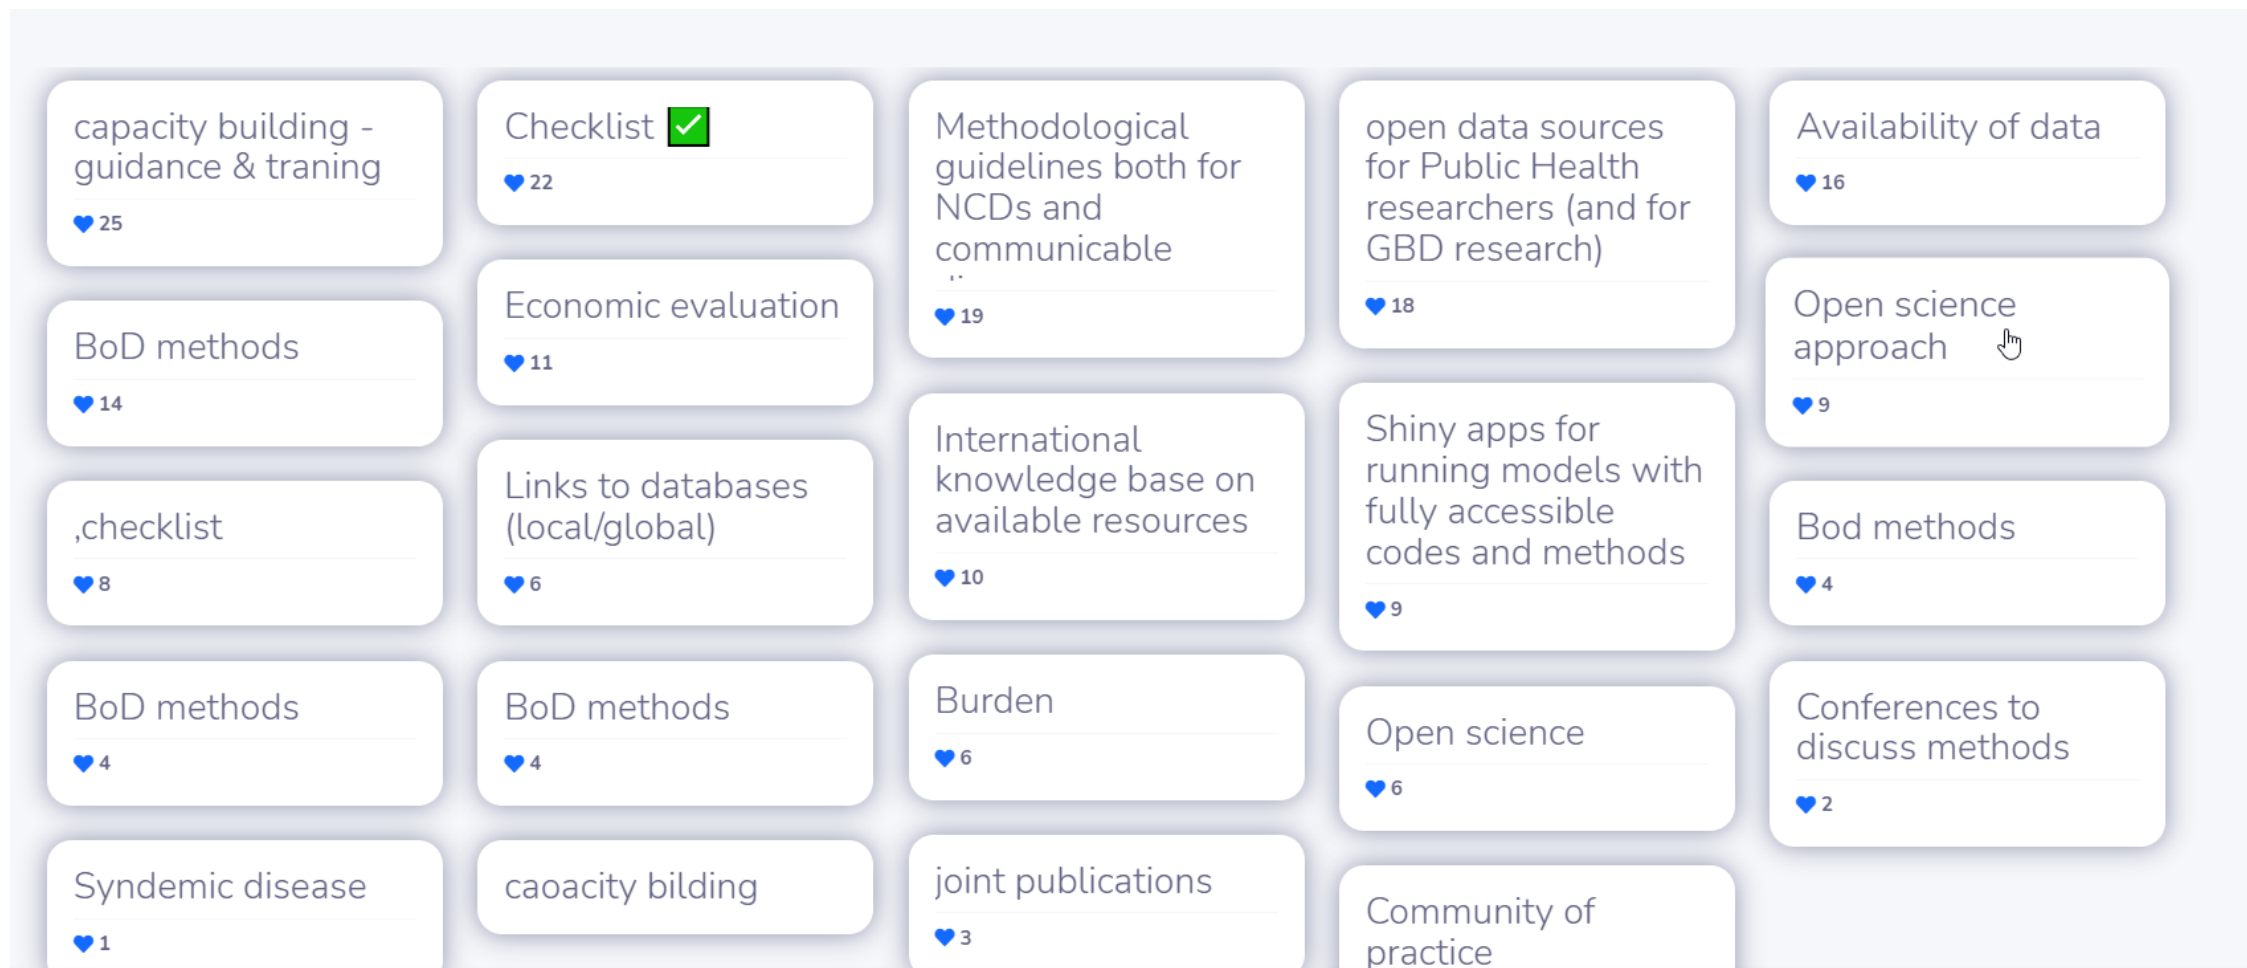 capacity building -
guidance & traning
25
BoD methods
14
,checklist
8
BoD methods
4
Syndemic disease
1
Checklist ✅
22
Economic evaluation
11
Links to databases
(local/global)
6
BoD methods
4
caoacity bilding
Methodological
guidelines both for
NCDs and
communicable
19
International
knowledge base on
available resources
10
Burden
6
joint publications
3
open data sources
for Public Health
researchers (and for
GBD research)
18
Shiny apps for
running models with
fully accessible
codes and methods
9
Open science
6
Community of
practice
Availability of data
16
Open science
approach
9
Bod methods
4
Conferences to
discuss methods
2